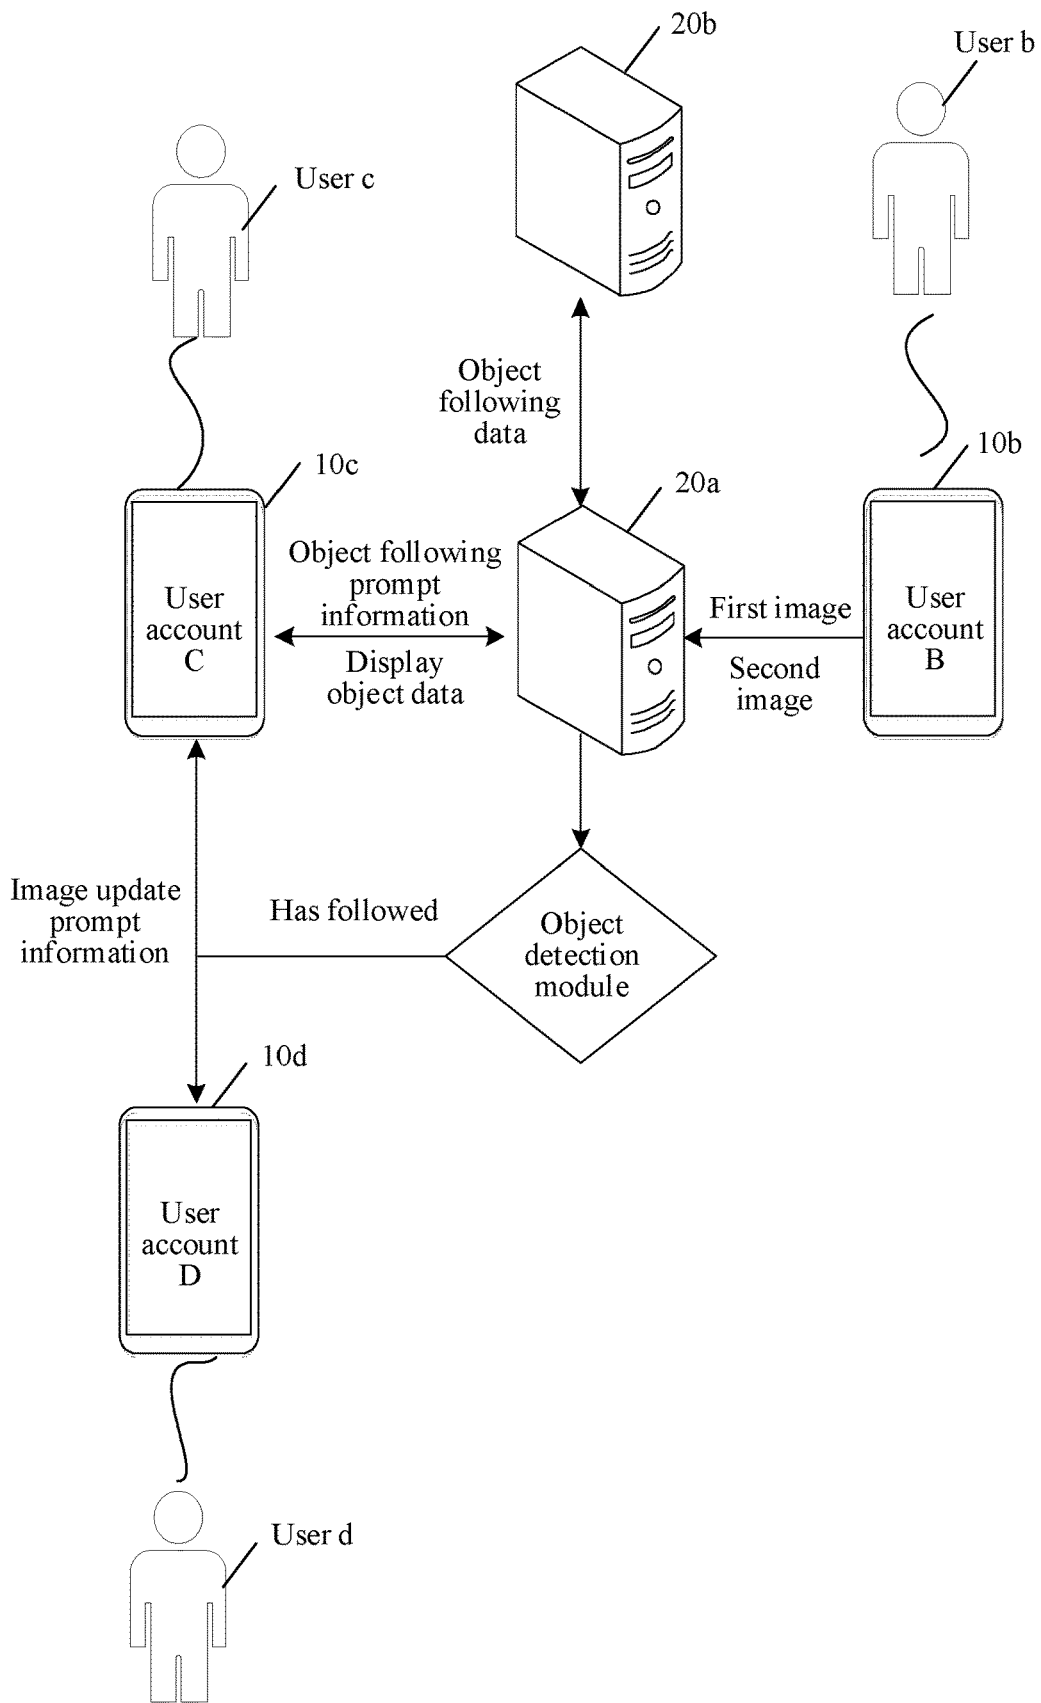 20b
User b
User c
Object
following
data
10c
20a
10b
Object following
prompt
information
Display
object data
User
account
C
First image
Second
image
User
account
B
Image update
prompt
information
Has followed
Object
detection
module
10d
User
account
D
User d